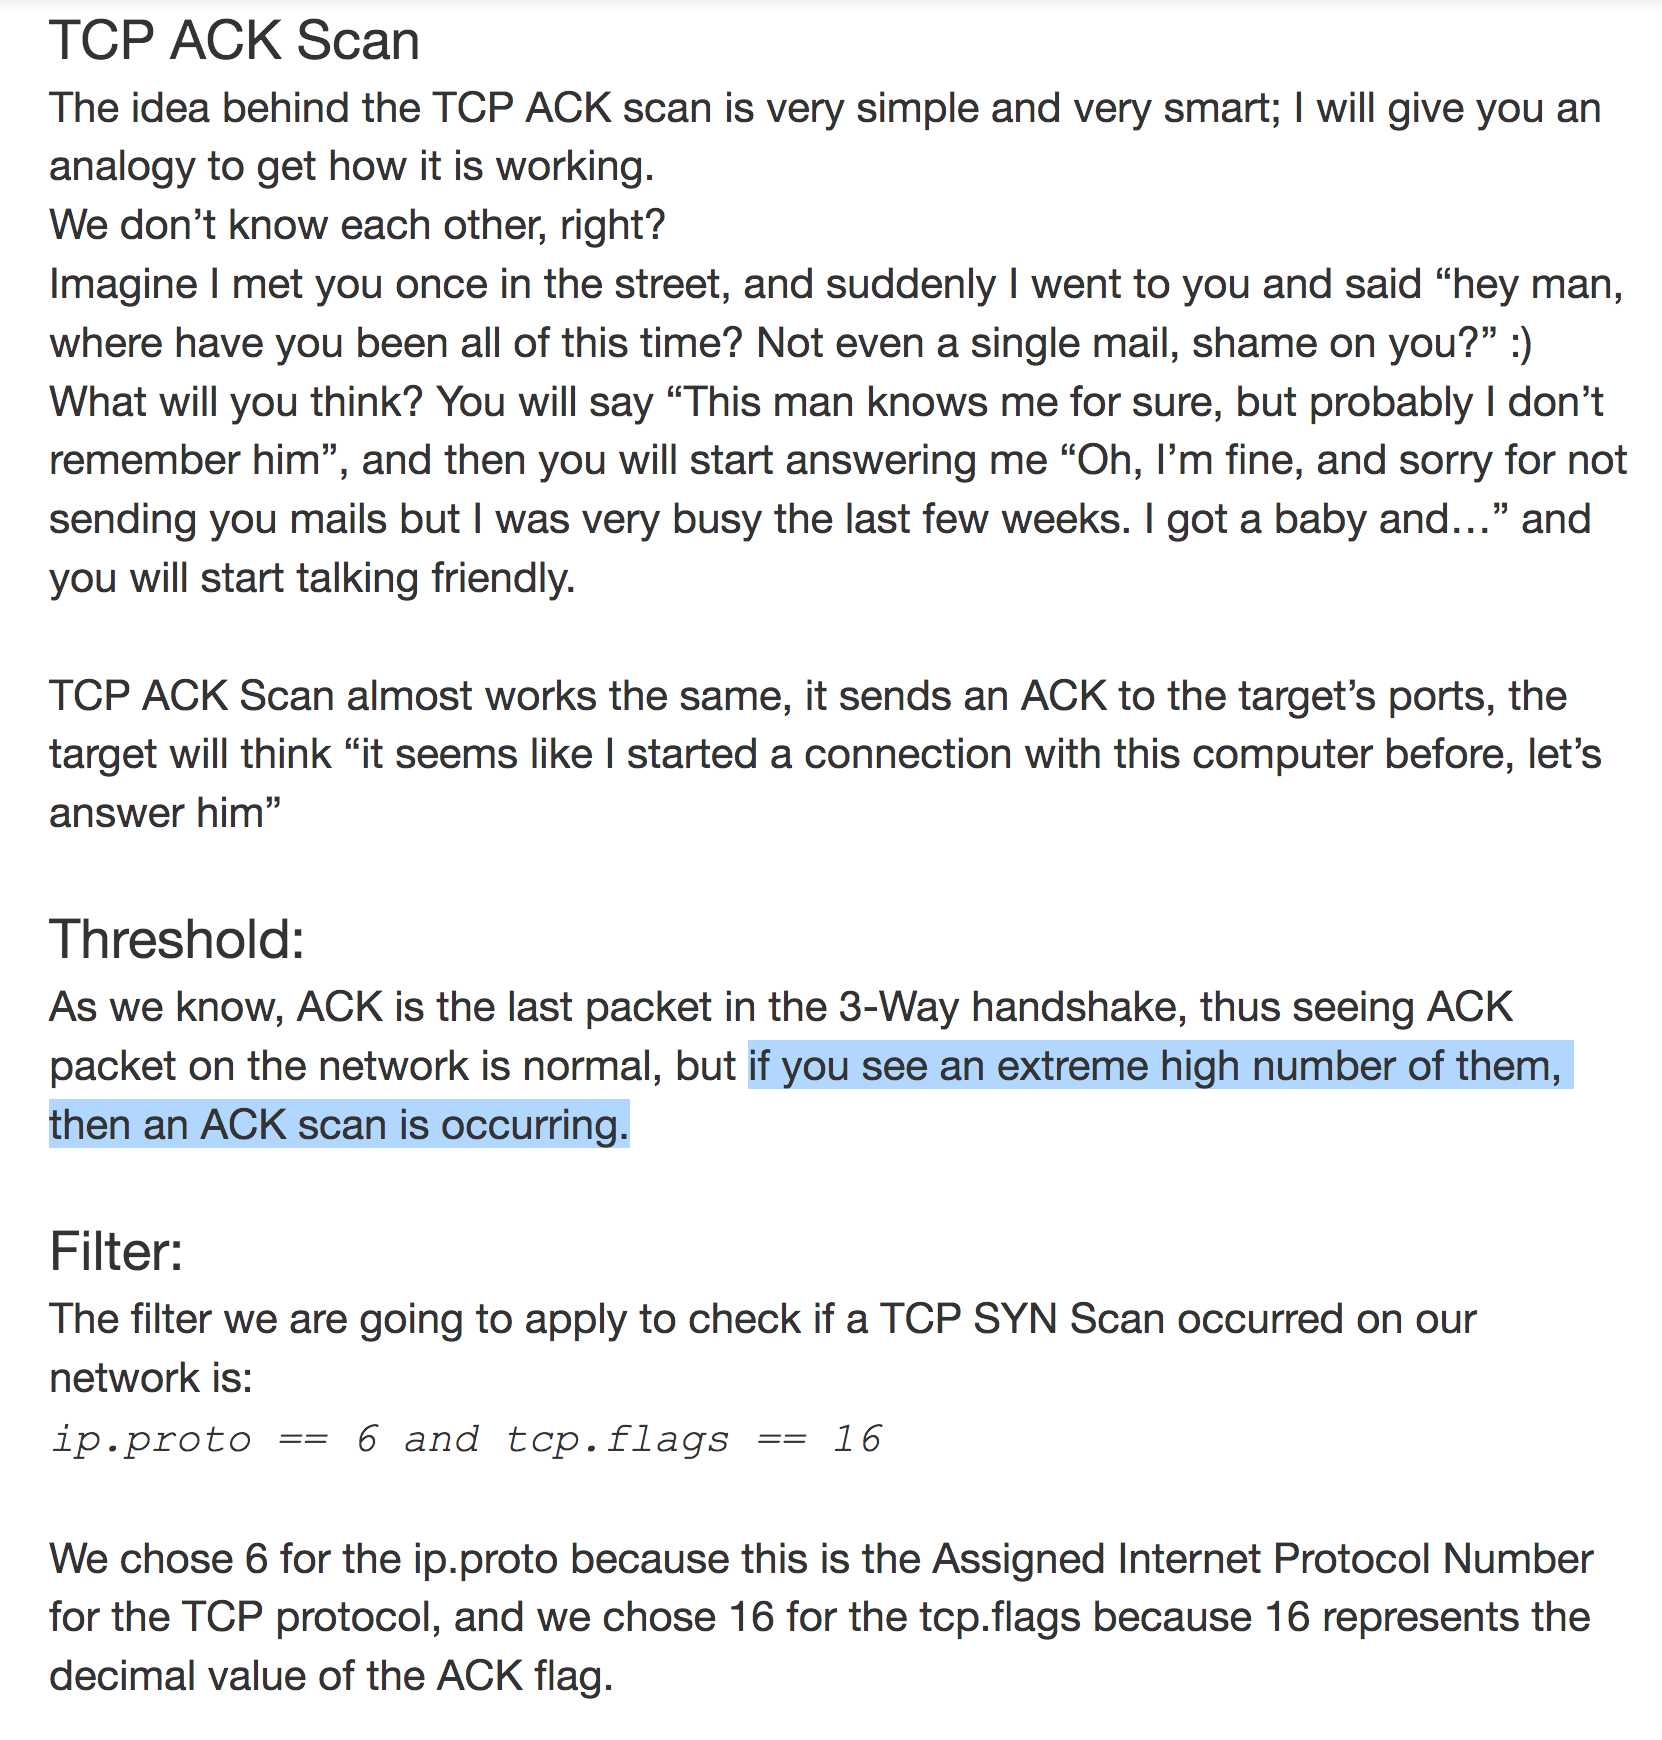 TCP ACK Scan
The idea behind the TCP ACK scan is very simple and very smart; I will give you an
analogy to get how it is working.
We don’t know each other, right?
Imagine I met you once in the street, and suddenly I went to you and said “hey man,
where have you been all of this time? Not even a single mail, shame on you?” :)
What will you think? You will say “This man knows me for sure, but probably I don’t
remember him”, and then you will start answering me “Oh, I’m fine, and sorry for not
sending you mails but I was very busy the last few weeks. I got a baby and…” and
you will start talking friendly.
TCP ACK Scan almost works the same, it sends an ACK to the target’s ports, the
target will think “it seems like I started a connection with this computer before, let’s
answer him”
Threshold:
As we know, ACK is the last packet in the 3-Way handshake, thus seeing ACK
packet on the network is normal, but if you see an extreme high number of them,
then an ACK scan is occurring.
Filter:
The filter we are going to apply to check if a TCP SYN Scan occurred on our
network is:
ip.proto == 6 and tcp.flags == 16
We chose 6 for the ip.proto because this is the Assigned Internet Protocol Number
for the TCP protocol, and we chose 16 for the tcp.flags because 16 represents the
decimal value of the ACK flag.